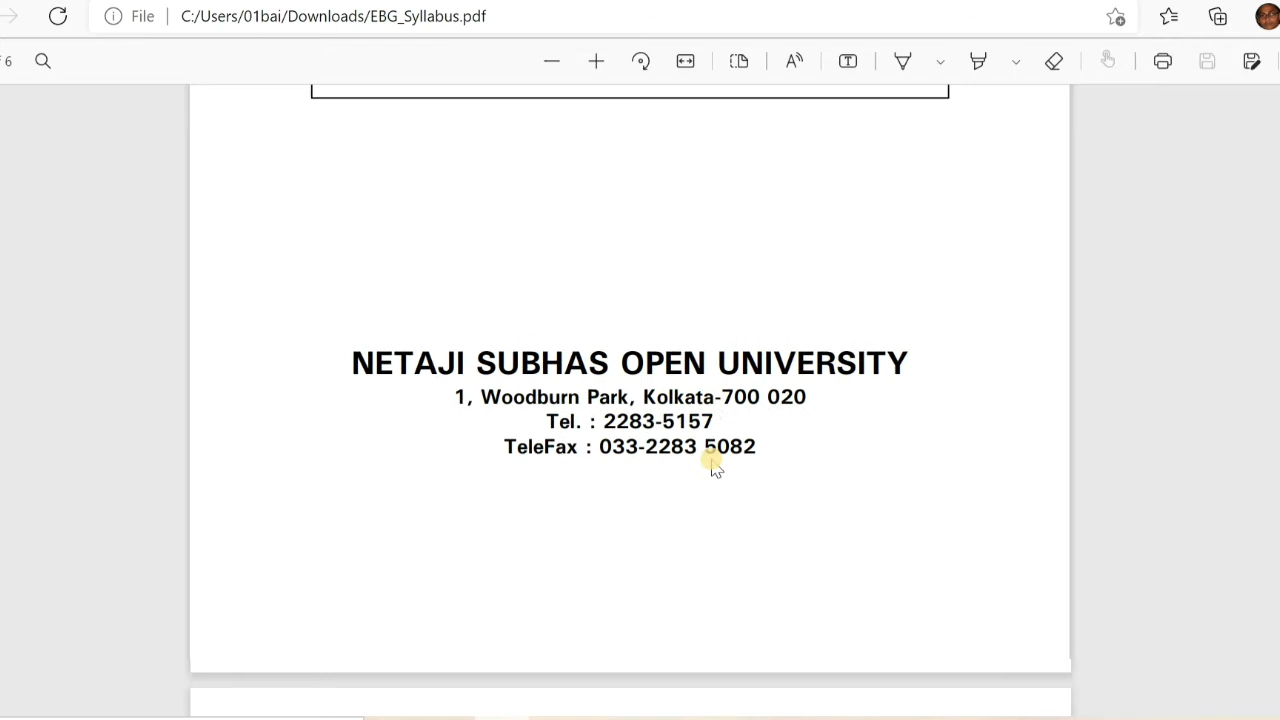 File
C:/Users/01bai/Downloads/EBG_Syllabus.pdf
6
NETAJI SUBHAS OPEN UNIVERSITY
1, Woodburn Park, Kolkata-700 020
Tel. : 2283-5157
TeleFax : 033-2283 5082